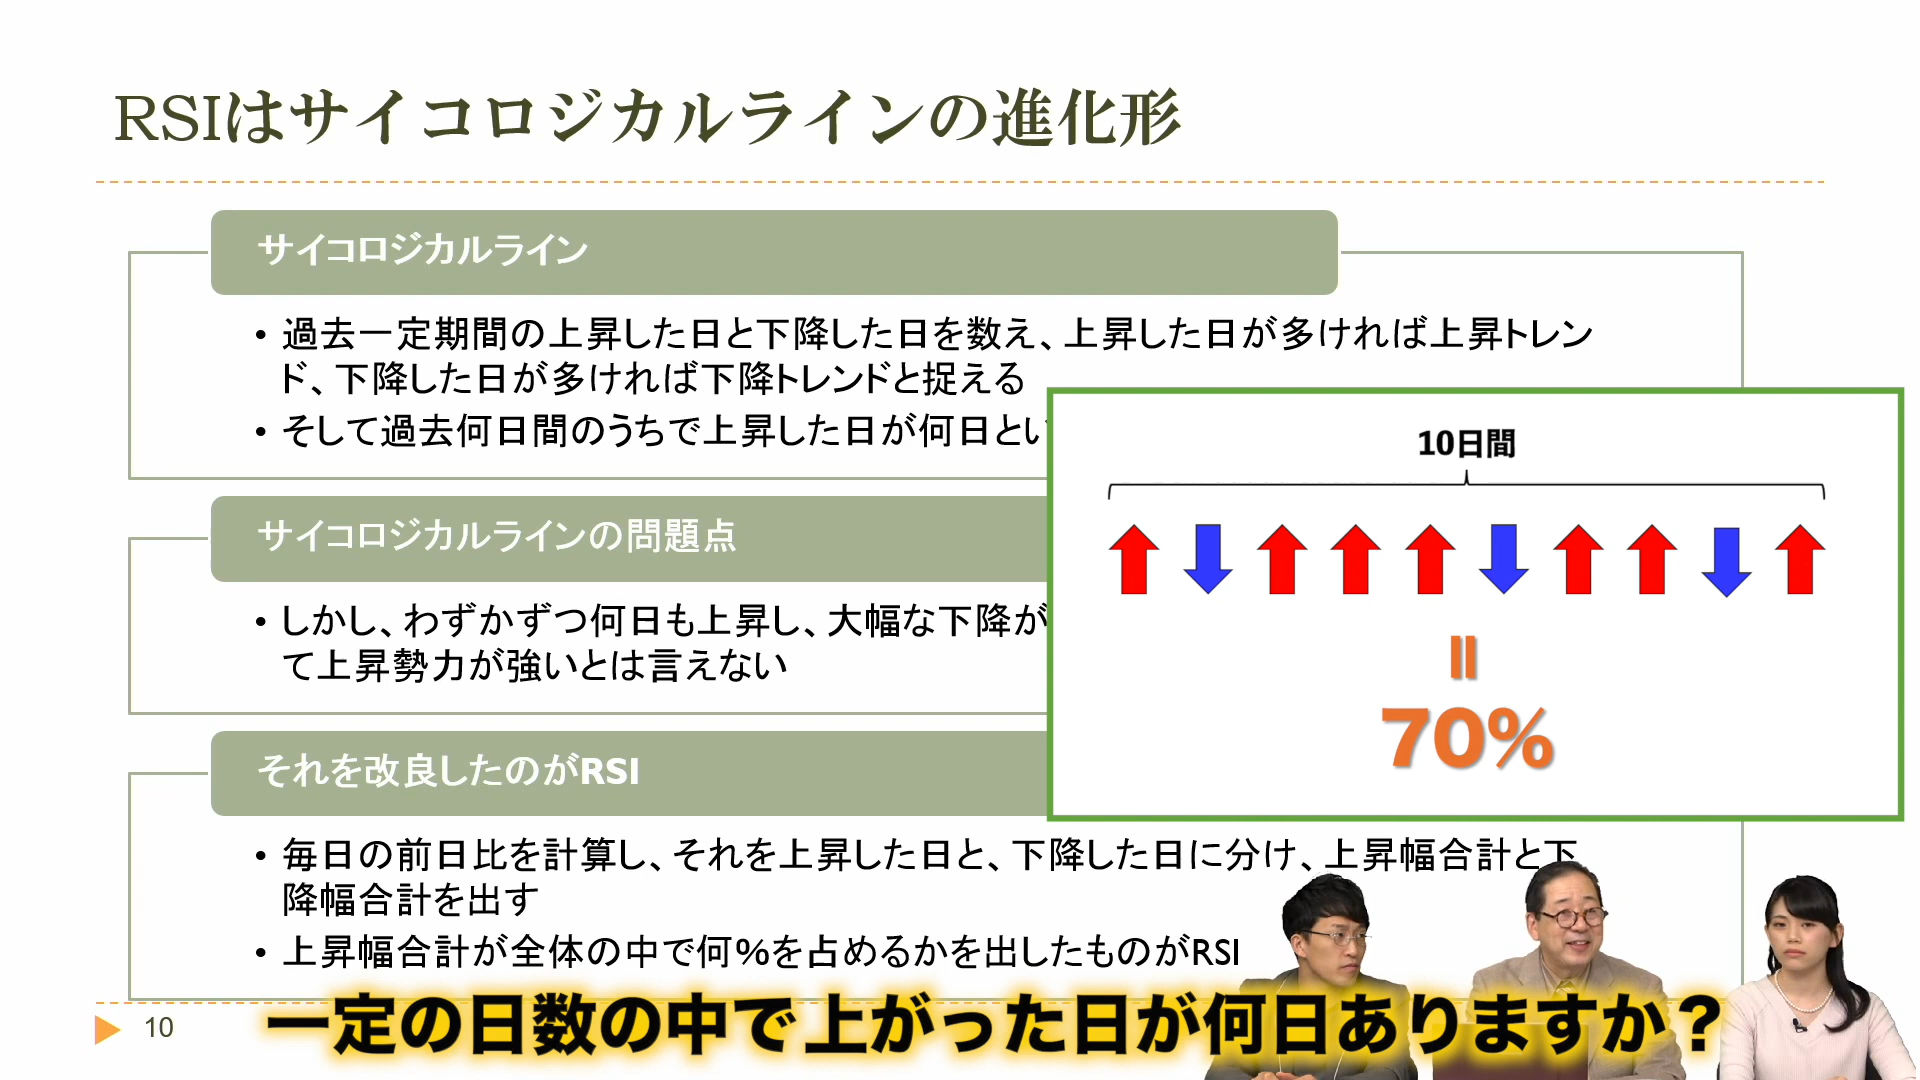 RSIはサイコロジカルラインの進化形
サイコロジカルライン
• 過去一定期間の上昇した日と下降した日を数え、上昇した日が多ければ上昇トレン
ド、下降した日が多ければ下降トレンドと捉える
• そして過去何日間のうちで上昇した日が何日とい
サイコロジカルラインの問題点
• しかし、わずかずつ何日も上昇し、大幅な下降が
て上昇勢力が強いとは言えない
それを改良したのがRSI
• 毎日の前日比を計算し、それを上昇した日と、下降した日に分け、上昇幅合計と下
降幅合計を出す
• 上昇幅合計が全体の中で何%を占めるかを出したものがRSI
10日間
=
70%
一定の日数の中で上がった日が何日ありますか？
10